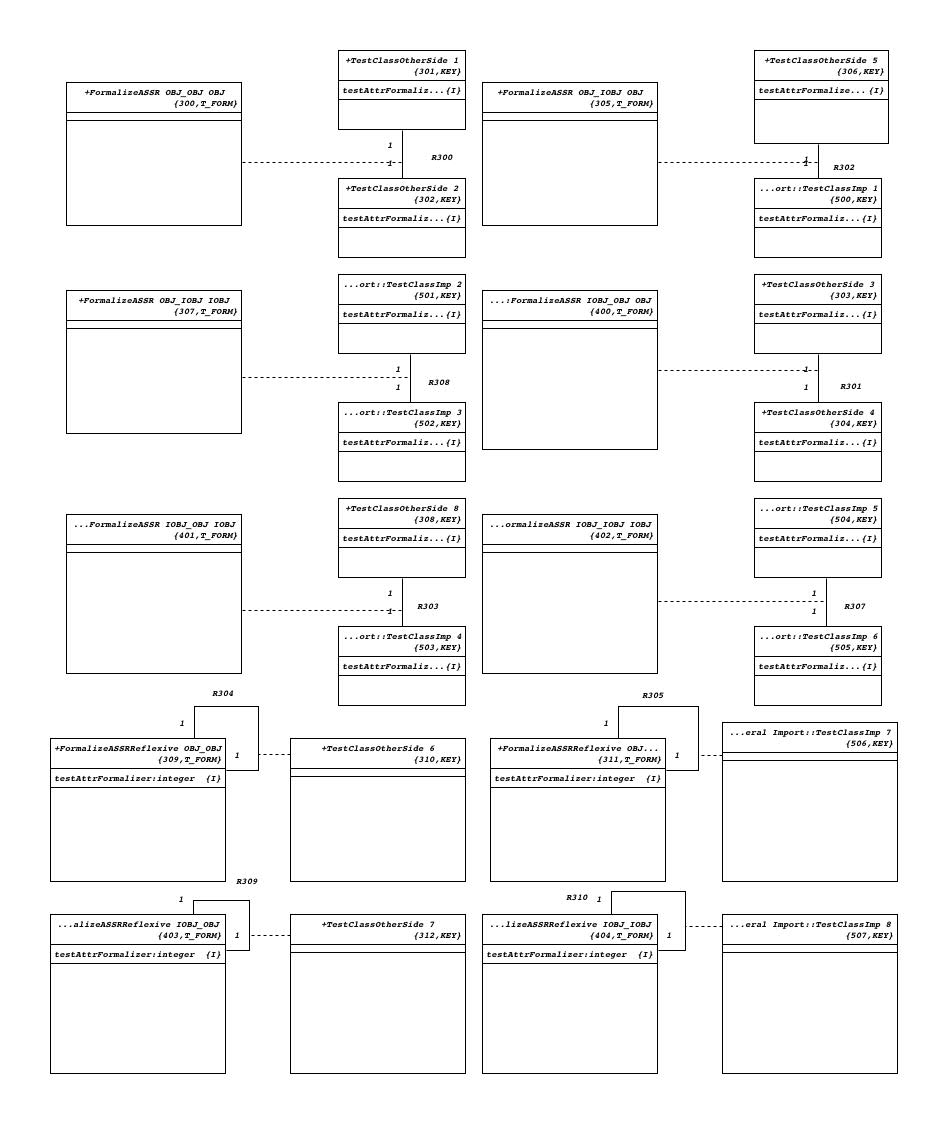 +TestClassOtherSide 1
{301,KEY}
testAttrFormaliz...{I}
+FormalizeASSR OBJ_OBJ OBJ
{300,T_FORM}
1
R300
1
+TestClassOtherSide 2
{302,KEY}
testAttrFormaliz...{I}
+TestClassOtherSide 5
{306,KEY}
testAttrFormalize... {I}
+FormalizeASSR OBJ_IOBJ OBJ
{305,T_FORM}
1
1
R302
...ort::TestClassImp 1
{500,KEY}
testAttrFormaliz...{I}
...ort::TestClassImp 2
{501,KEY}
testAttrFormaliz...{I}
+FormalizeASSR OBJ_IOBJ IOBJ
{307,T_FORM}
1
R308
1
...ort::TestClassImp 3
{502,KEY}
testAttrFormaliz...{I}
+TestClassOtherSide 3
{303,KEY}
testAttrFormaliz...{I}
...:FormalizeASSR IOBJ_OBJ OBJ
{400,T_FORM}
1
1
R301
+TestClassOtherSide 4
{304,KEY}
testAttrFormaliz...{I}
+TestClassOtherSide 8
{308,KEY}
testAttrFormaliz...{I}
...FormalizeASSR IOBJ_OBJ IOBJ
{401,T_FORM}
1
R303
1
...ort::TestClassImp 4
{503,KEY}
testAttrFormaliz...{I}
...ort::TestClassImp 5
{504,KEY}
testAttrFormaliz...{I}
...ormalizeASSR IOBJ_IOBJ IOBJ
{402,T_FORM}
1
R307
1
...ort::TestClassImp 6
{505,KEY}
testAttrFormaliz...{I}
R304
1
+FormalizeASSRReflexive OBJ_OBJ
{309,T_FORM}
testAttrFormalizer:integer {I}
1
+TestClassOtherSide 6
{310,KEY}
R305
1
+FormalizeASSRReflexive OBJ...
{311,T_FORM}
testAttrFormalizer:integer {I}
1
...eral Import::TestClassImp 7
{506,KEY}
R309
1
...alizeASSRReflexive IOBJ_OBJ
{403,T_FORM}
testAttrFormalizer:integer {I}
1
+TestClassOtherSide 7
{312,KEY}
R310
1
...lizeASSRReflexive IOBJ_IOBJ
{404,T_FORM}
testAttrFormalizer:integer {I}
1
...eral Import::TestClassImp 8
{507,KEY}